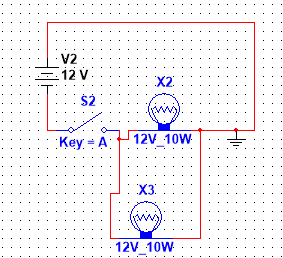 V2
12 V
S2
Key = A
X2
12V_10W
X3
12V_10W